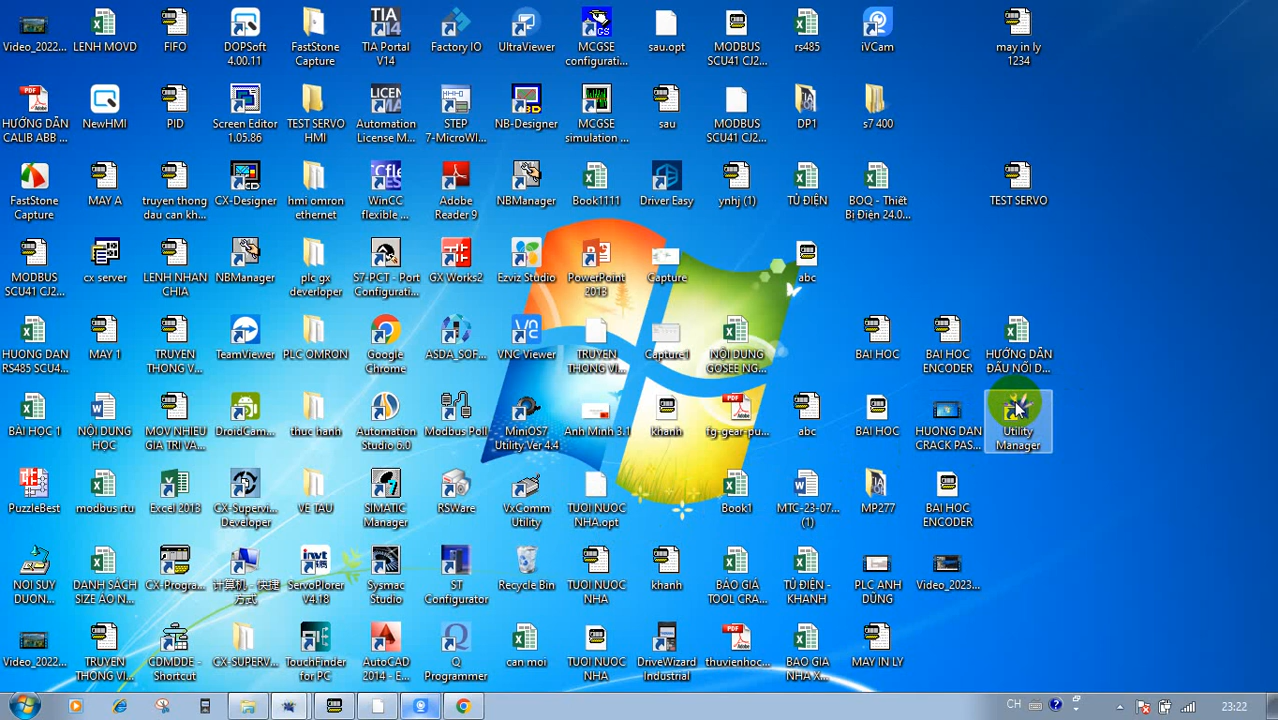 Video_2022...
LENH MOVD
FIFO
DOPSoft
4.00.11
FastStone
Capture
TIA Portal
V14
Factory IO
UltraViewer
MCGSE
configurati...
sau.opt
MODBUS
SCU41 CJ2...
rs485
iVCam
may in ly
1234
HƯỚNG DẪN
CALIB ABB ...
NewHMI
PID
Screen Editor
1.05.86
TEST SERVO
HMI
Automation
License M...
STEP
7-MicroWI...
NB-Designer
MCGSE
simulation ...
sau
MODBUS
SCU41 CJ2...
DP1
s7 400
FastStone
Capture
MAY A
truyen thong
dau can kh...
CX-Designer
hmi omron
ethernet
WinCC
flexible ...
Adobe
Reader 9
NBManager
Book1111
Driver Easy
ynhj (1)
TỦ ĐIỆN
BOQ - Thiết
Bị Điện 24.0...
TEST SERVO
MODBUS
SCU41 CJ2...
cx server
LENH NHAN
CHIA
NBManager
plc gx
deverloper
S7-PCT - Port
Configurati...
GX Works2
Ezviz Studio
PowerPoint
2013
Capture
abc
HUONG DAN
RS485 SCU4...
MAY 1
TRUYEN
THONG V...
TeamViewer
PLC OMRON
Google
Chrome
ASDA_SOF...
VNC Viewer
TRUYEN
THONG VI...
Capture1
NỘI DUNG
GOSEE NG...
BAI HOC
BAI HOC
ENCODER
HƯỚNG DẪN
ĐẤU NỐI D...
BÀI HỌC 1
NỘI DUNG
HỌC
MOV NHIEU
GIA TRI VA...
DroidCam...
thuc hanh
Automation
Studio 6.0
Modbus Poll
MiniOS7
Utility Ver 4.4
Anh Minh 3.1
khanh
fg-gear-pu...
abc
BAI HOC
HUONG DAN
CRACK PAS...
Utility
Manager
PuzzleBest
modbus rtu
Excel 2013
CX-Supervi...
Developer
VE TAU
SIMATIC
Manager
RSWare
VxComm
Utility
TUOI NUOC
NHA.opt
Book1
MTC-23-07...
(1)
MP277
BAI HOC
ENCODER
NOI SUY
DUON...
DANH SÁCH
SIZE ÁO N...
CX-Progra...
计算机 - 快捷
方式
ServoPlorer
V4.18
Sysmac
Studio
ST
Configurator
Recycle Bin
TUOI NUOC
NHA
khanh
BÁO GIÁ
TOOL CRA...
TỦ ĐIỆN -
KHANH
PLC ANH
DŨNG
Video_2023...
Video_2022...
TRUYEN
THONG VI...
CDMDDE -
Shortcut
CX-SUPERV...
TouchFinder
for PC
AutoCAD
2014 - E...
Q
Programmer
can moi
TUOI NUOC
NHA
DriveWizard
Industrial
thuvienhoc...
BAO GIA
NHA X...
MAY IN LY
CH
23:22